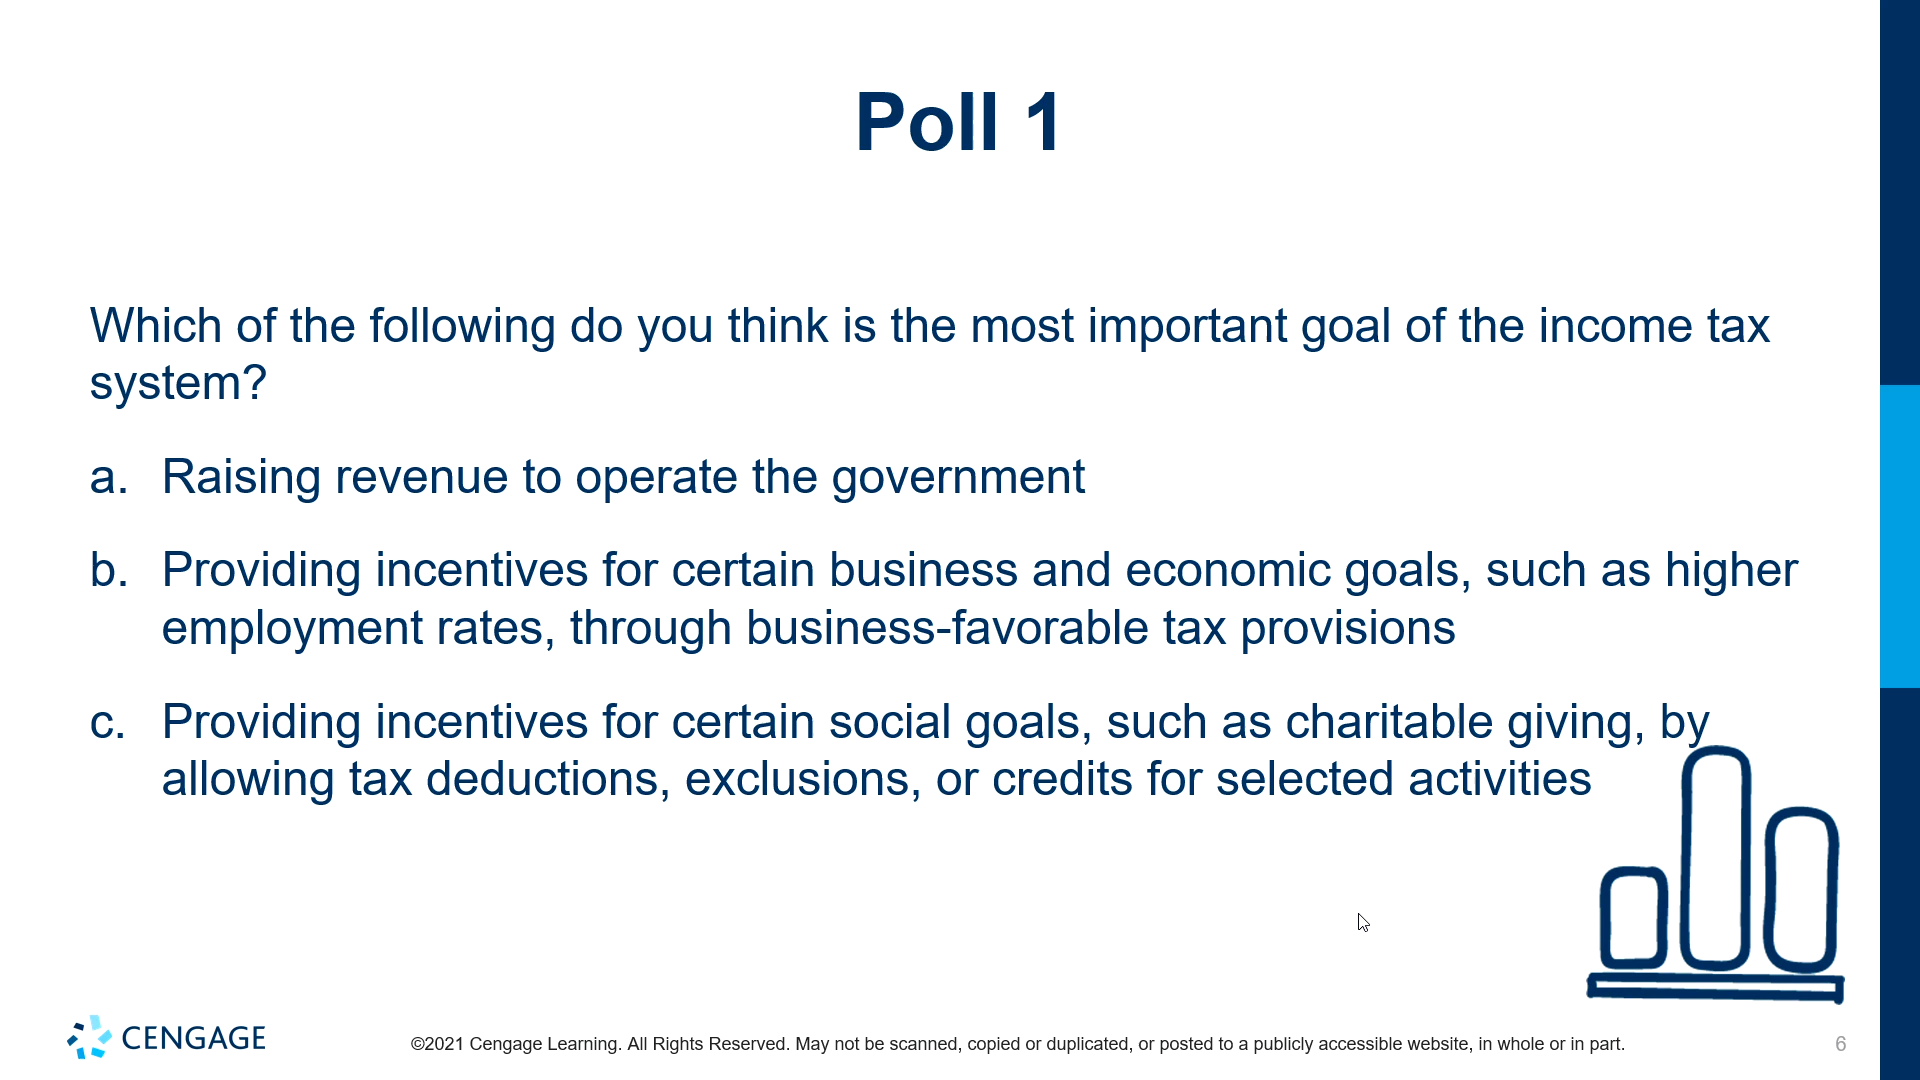 Poll 1
Which of the following do you think is the most important goal of the income tax
system?
a. Raising revenue to operate the government
b. Providing incentives for certain business and economic goals, such as higher
employment rates, through business-favorable tax provisions
c. Providing incentives for certain social goals, such as charitable giving, by
allowing tax deductions, exclusions, or credits for selected activities
CENGAGE
©2021 Cengage Learning. All Rights Reserved. May not be scanned, copied or duplicated, or posted to a publicly accessible website, in whole or in part.
6